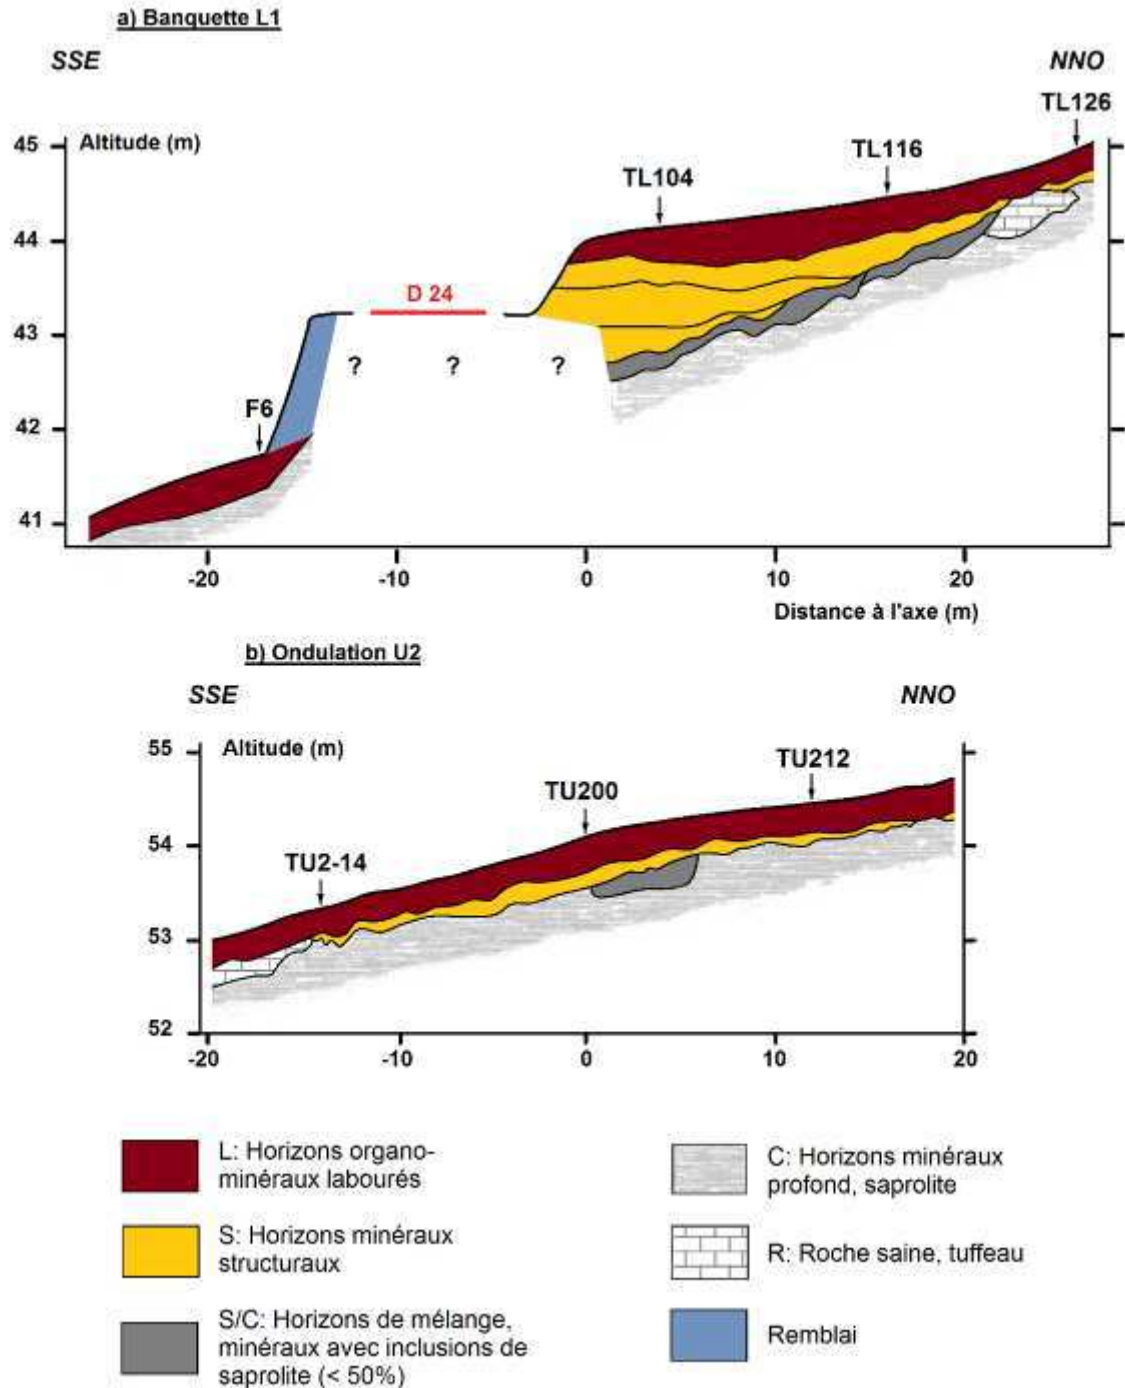 a) Banquette L1
SSE
NNO
TL126
45
Altitude (m)
TL116
TL104
44
D 24
43
? ? ?
F6
42
41
-20 -10 0 10 20
Distance à l'axe (m)
b) Ondulation U2
SSE
NNO
55
Altitude (m)
TU212
TU200
54
TU2-14
53
52
-20 -10 0 10 20
L: Horizons organo-
minéraux labourés
S: Horizons minéraux
structuraux
S/C: Horizons de mélange,
minéraux avec inclusions de
saprolite (< 50%)
C: Horizons minéraux
profond, saprolite
R: Roche saine, tuffeau
Remblai